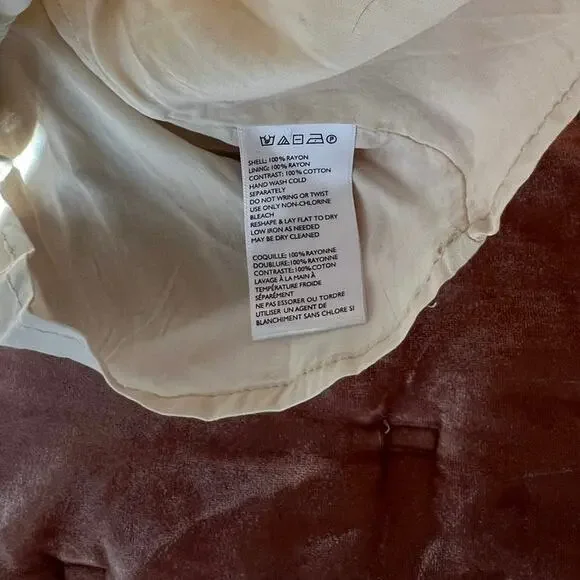 SHELL: 100% RAYON
LINING: 100% RAYON
CONTRAST: 100% COTTON
HAND WASH COLD
SEPARATELY
DO NOT WRING OR TWIST
USE ONLY NON-CHLORINE
BLEACH
RESHAPE & LAY FLAT TO DRY
LOW IRON AS NEEDED
MAY BE DRY CLEANED
COQUILLE: 100% RAYONNE
DOUBLURE:100% RAYONNE
CONTRASTE:100%COTON
LAVAGE À LA MAIN À
TEMPÉRATURE FROIDE
SÉPARÉMENT
NE PAS ESSORER OU TORDRE
UTILISER UN AGENT DE
BLANCHIMENT SANS CHLORE SI